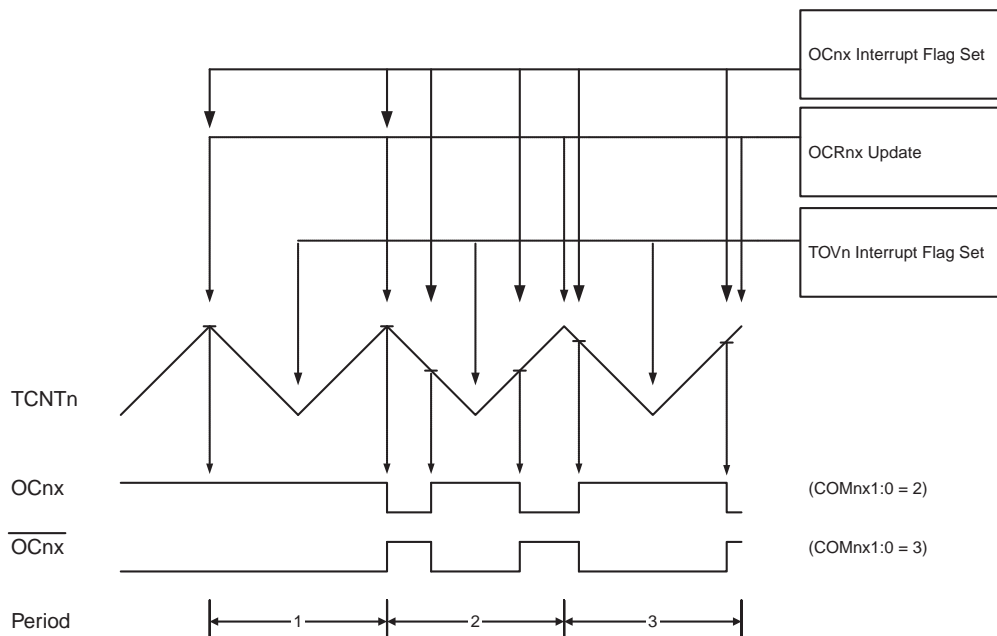 OCnx Interrupt Flag Set
OCRnx Update
TOVn Interrupt Flag Set
TCNTn
OCnx
(COMnx1:0 = 2)
OCnx
(COMnx1:0 = 3)
Period
1
2
3